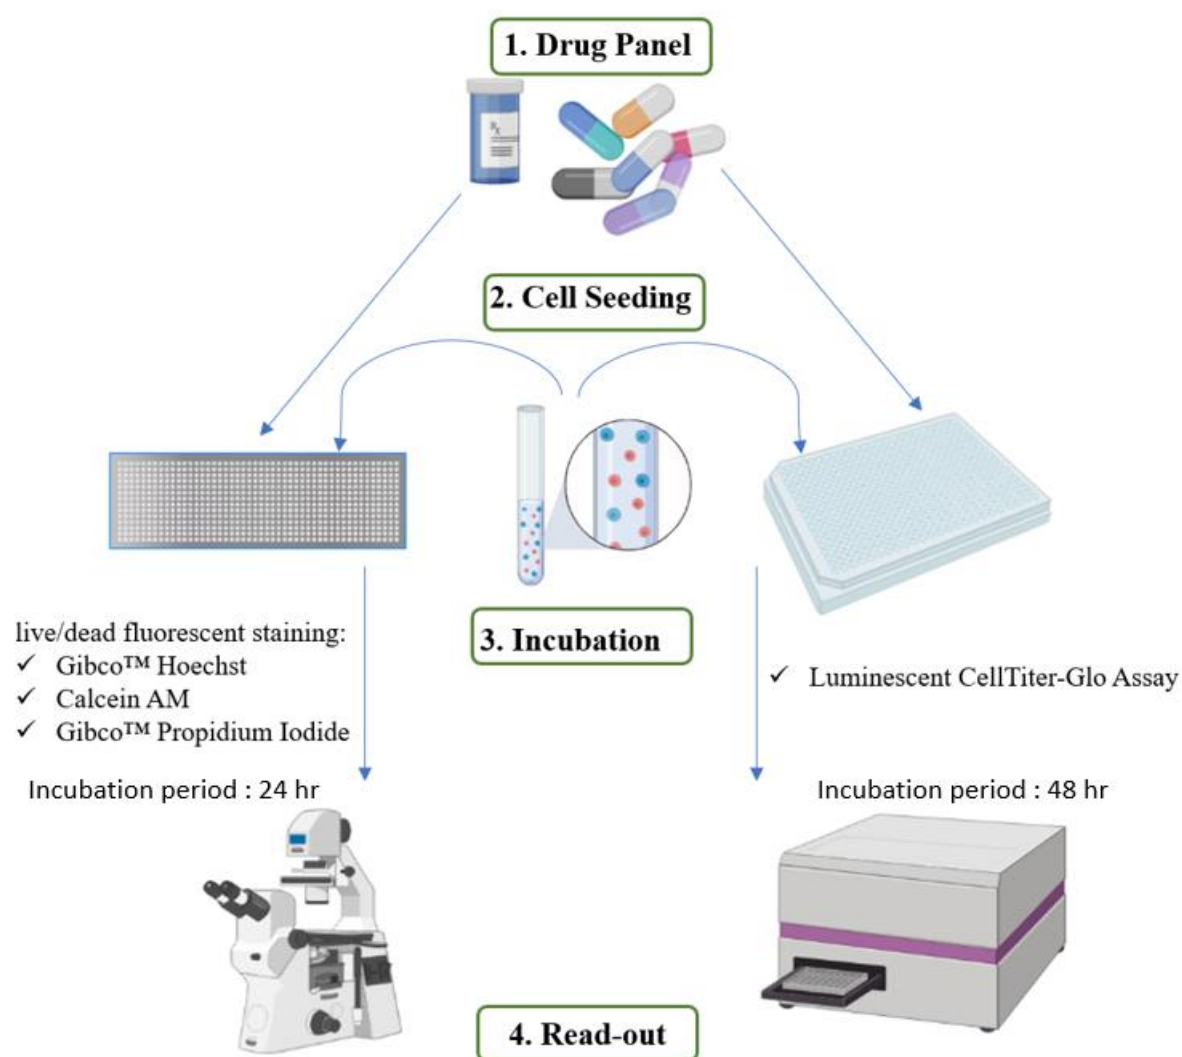 1. Drug Panel
Rx
2. Cell Seeding
3. Incubation
live/dead fluorescent staining:
✓ Gibco™ Hoechst
✓ Calcein AM
✓ Gibco™ Propidium Iodide
Incubation period : 24 hr
✓ Luminescent CellTiter-Glo Assay
Incubation period : 48 hr
4. Read-out